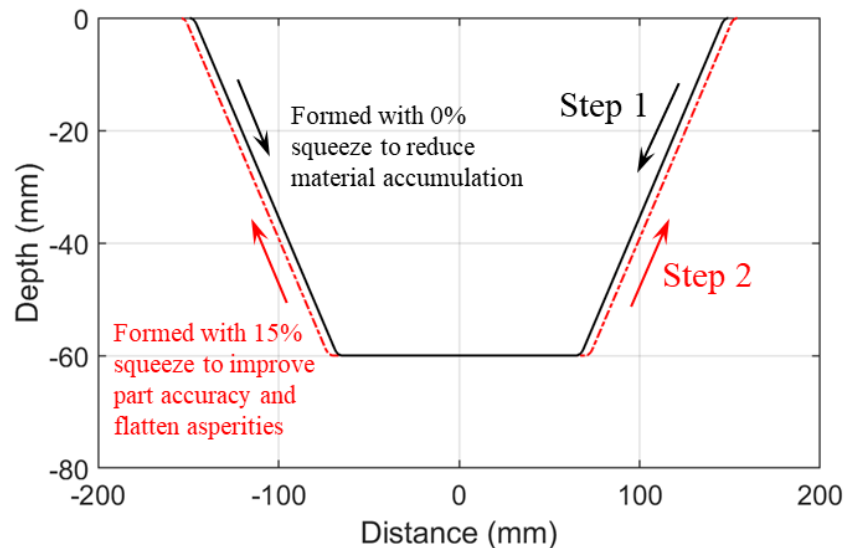 0
-20
-40
-60
-80
-200
-100
0
100
200
Depth (mm)
Distance (mm)
Formed with 0%
squeeze to reduce
material accumulation
Step 1
Step 2
Formed with 15%
squeeze to improve
part accuracy and
flatten asperities